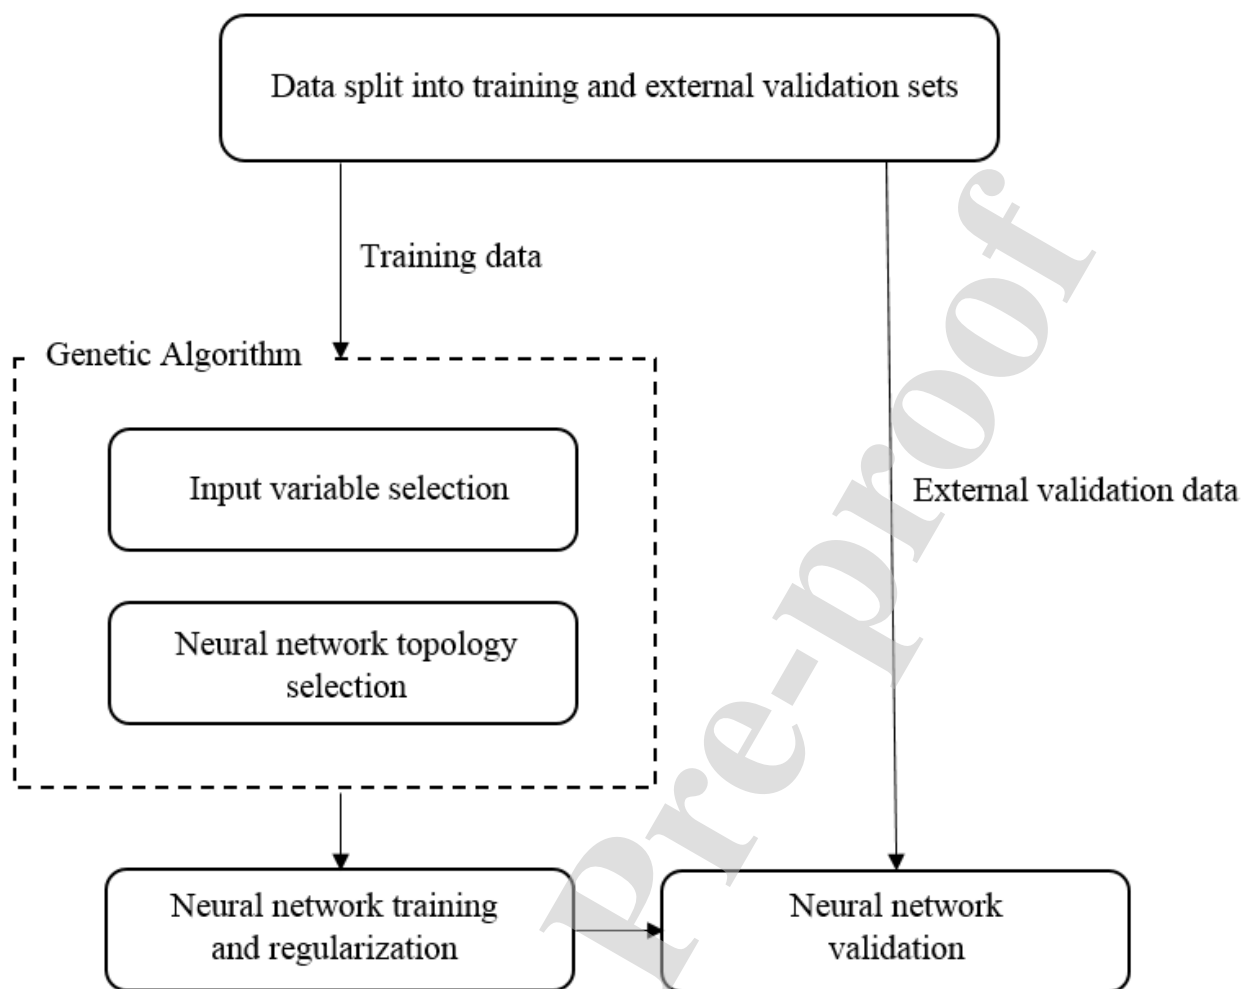 Data split into training and external validation sets
Training data
Genetic Algorithm
Input variable selection
External validation data
Neural network topology
selection
Neural network training
and regularization
Neural network
validation
Pre-proof